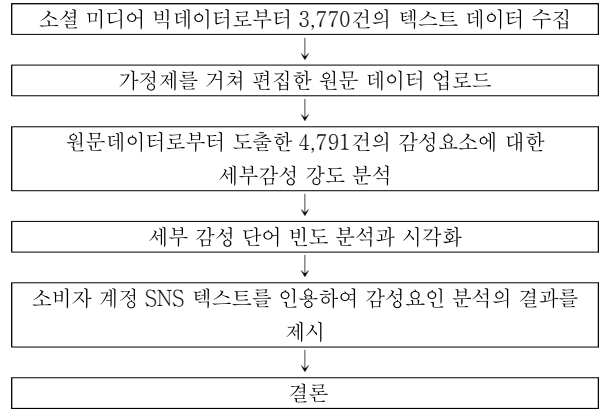 소셜 미디어 빅데이터로부터 3,770건의 텍스트 데이터 수집
↓
가정제를 거쳐 편집한 원문 데이터 업로드
↓
원문데이터로부터 도출한 4,791건의 감성요소에 대한
세부감성 강도 분석
↓
세부 감성 단어 빈도 분석과 시각화
↓
소비자 계정 SNS 텍스트를 인용하여 감성요인 분석의 결과를
제시
↓
결론